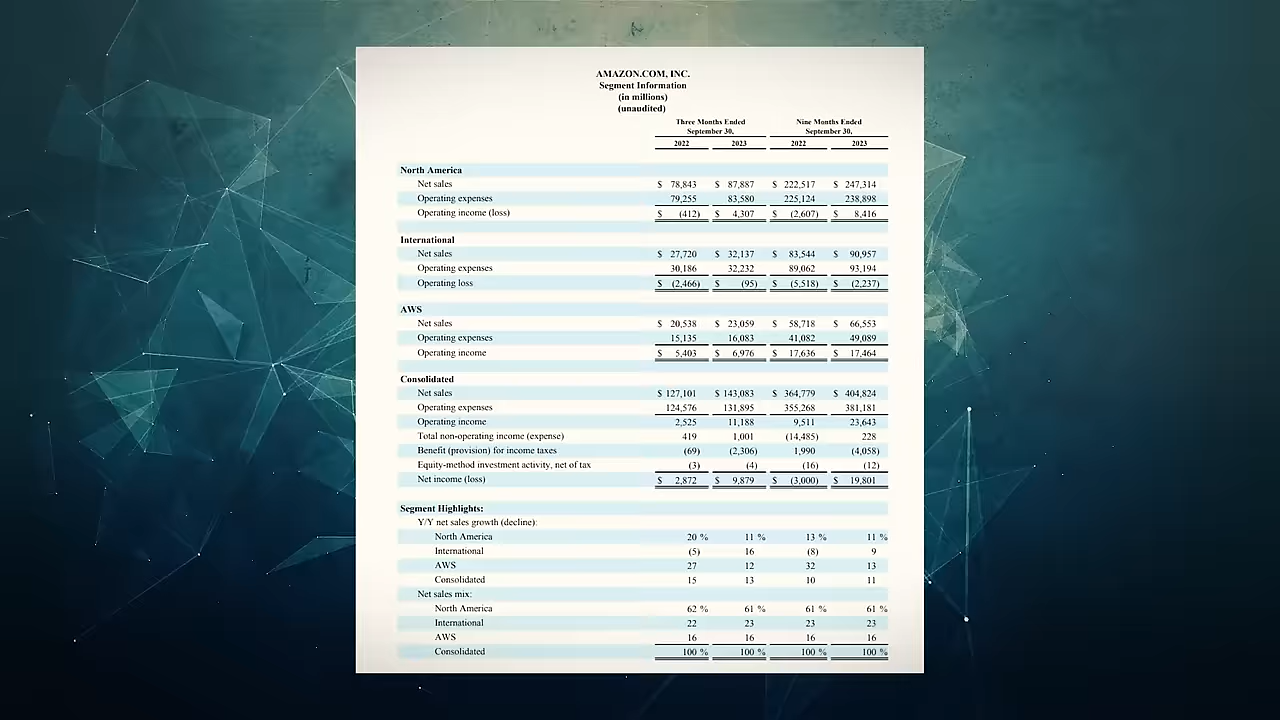 AMAZON.COM, INC.
Segment Information
(in millions)
(unaudited)
Three Months Ended Nine Months Ended
September 30, September 30,
2022 2023 2022 2023
North America
Net sales $ 78,843 $ 87,887 $ 222,517 $ 247,314
Operating expenses 79,255 83,580 225,124 238,898
Operating income (loss) $ (412) $ 4,307 $ (2,607) $ 8,416
International
Net sales $ 27,720 $ 32,137 $ 83,544 $ 90,957
Operating expenses 30,186 32,232 89,062 93,194
Operating loss $ (2,466) $ (95) $ (5,518) $ (2,237)
AWS
Net sales $ 20,538 $ 23,059 $ 58,718 $ 66,553
Operating expenses 15,135 16,083 41,082 49,089
Operating income $ 5,403 $ 6,976 $ 17,636 $ 17,464
Consolidated
Net sales $ 127,101 $ 143,083 $ 364,779 $ 404,824
Operating expenses 124,576 131,895 355,268 381,181
Operating income 2,525 11,188 9,511 23,643
Total non-operating income (expense) 419 1,001 (14,485) 228
Benefit (provision) for income taxes (69) (2,306) 1,990 (4,058)
Equity-method investment activity, net of tax (3) (4) (16) (12)
Net income (loss) $ 2,872 $ 9,879 $ (3,000) $ 19,801
Segment Highlights:
Y/Y net sales growth (decline):
North America 20 % 11 % 13 % 11 %
International (5) 16 (8) 9
AWS 27 12 32 13
Consolidated 15 13 10 11
Net sales mix:
North America 62 % 61 % 61 % 61 %
International 22 23 23 23
AWS 16 16 16 16
Consolidated 100 % 100 % 100 % 100 %